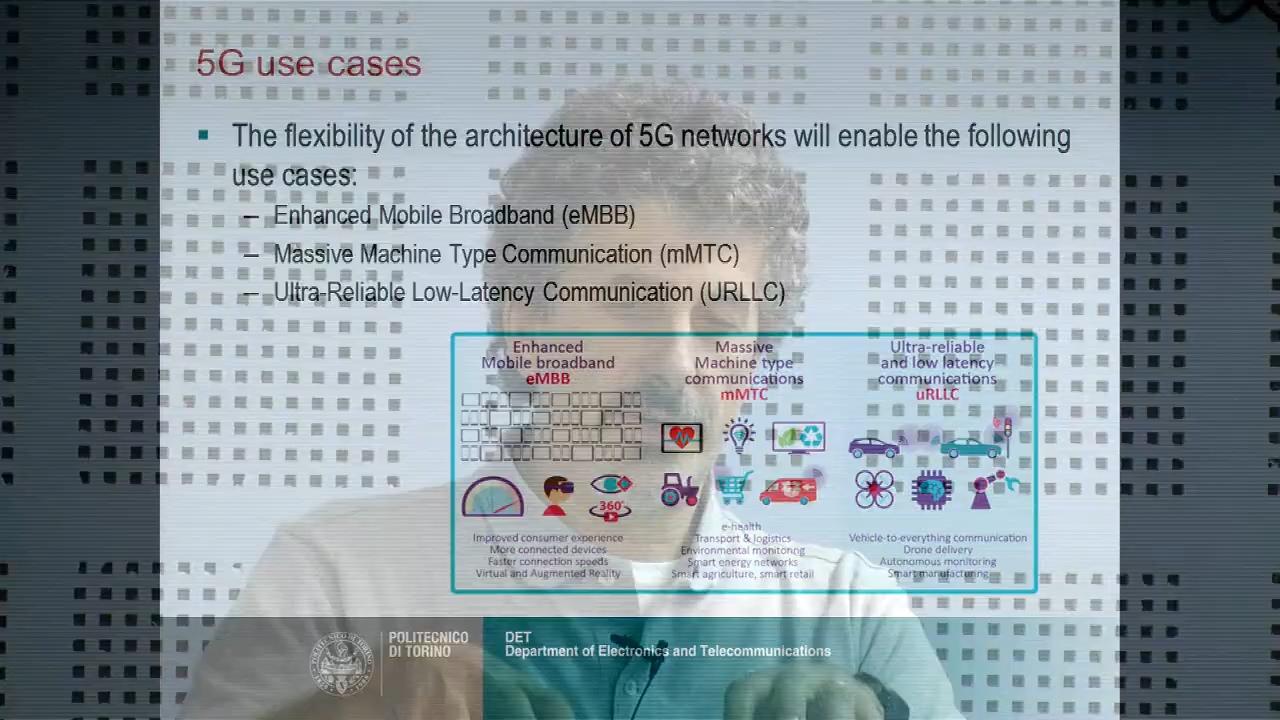 5G use cases
The flexibility of the architecture of 5G networks will enable the following
use cases:
– Enhanced Mobile Broadband (eMBB)
– Massive Machine Type Communication (mMTC)
– Ultra-Reliable Low-Latency Communication (URLLC)
Enhanced
Mobile broadband
eMBB
Massive
Machine type
communications
mMTC
Ultra-reliable
and low latency
communications
uRLLC
360°
Improved consumer experience
More connected devices
Faster connection speeds
Virtual and Augmented Reality
e-health
Transport & logistics
Environmental monitoring
Smart energy networks
Smart agriculture, smart retail
Vehicle-to-everything communication
Drone delivery
Autonomous monitoring
Smart manufacturing
POLITECNICO
DI TORINO
DET
Department of Electronics and Telecommunications